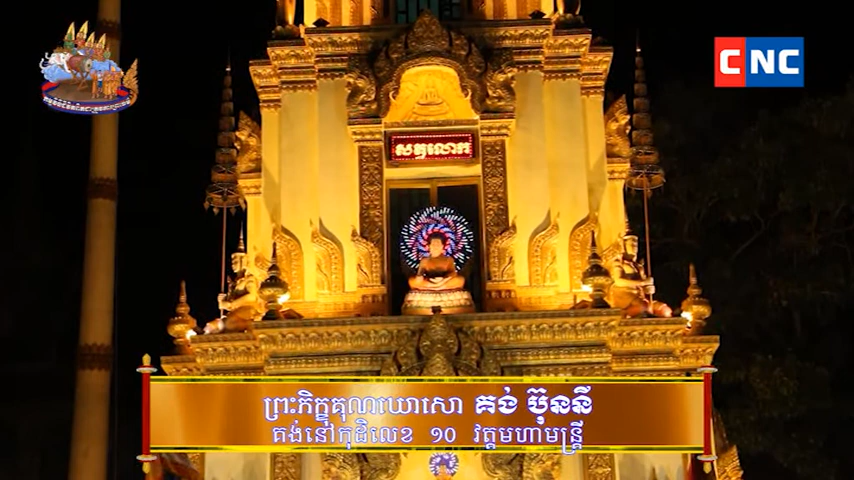 CNC
សត្វលោក
ព្រះភិក្ខុគុណឃោសោ គង់ ប៊ុននី
គង់នៅកុដិលេខ ១០ វត្តមហាមន្ត្រី